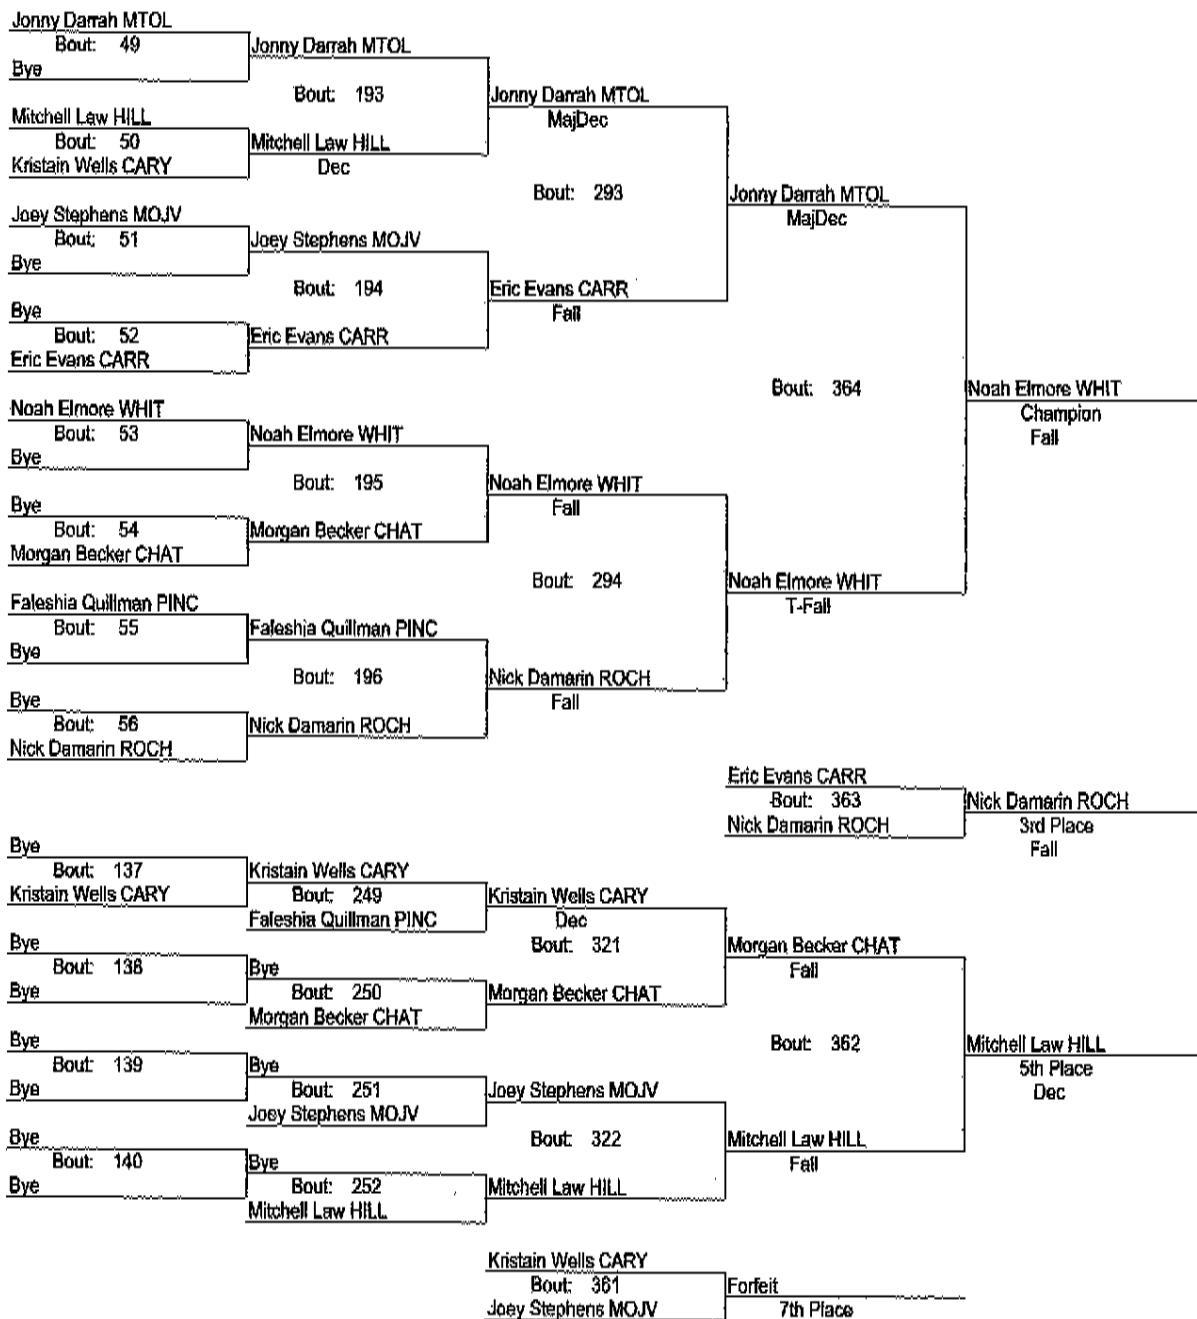 Jonny Darrah MTOL
Bout: 49
Bye
Jonny Darrah MTOL
Bout: 193
Mitchell Law HILL
Bout: 50
Kristain Wells CARY
Mitchell Law HILL
Dec
Jonny Darrah MTOL
MajDec
Bout: 293
Joey Stephens MOJV
Bout: 51
Bye
Joey Stephens MOJV
Bout: 194
Bye
Bout: 52
Eric Evans CARR
Eric Evans CARR
Eric Evans CARR
Fall
Jonny Darrah MTOL
MajDec
Bout: 364
Noah Elmore WHIT
Champion
Fall
Noah Elmore WHIT
Bout: 53
Bye
Noah Elmore WHIT
Bout: 195
Bye
Bout: 54
Morgan Becker CHAT
Morgan Becker CHAT
Noah Elmore WHIT
Fall
Bout: 294
Noah Elmore WHIT
T-Fall
Faleshia Quillman PINC
Bout: 55
Bye
Faleshia Quillman PINC
Bout: 196
Bye
Bout: 56
Nick Damarin ROCH
Nick Damarin ROCH
Nick Damarin ROCH
Fall
Eric Evans CARR
Bout: 363
Nick Damarin ROCH
Nick Damarin ROCH
3rd Place
Fall
Bye
Bout: 137
Kristain Wells CARY
Kristain Wells CARY
Bout: 249
Faleshia Quillman PINC
Kristain Wells CARY
Dec
Bout: 321
Bye
Bout: 138
Bye
Bye
Bout: 250
Morgan Becker CHAT
Morgan Becker CHAT
Morgan Becker CHAT
Fall
Bout: 362
Mitchell Law HILL
5th Place
Dec
Bye
Bout: 139
Bye
Bye
Bout: 251
Joey Stephens MOJV
Joey Stephens MOJV
Bout: 322
Mitchell Law HILL
Fall
Bye
Bout: 140
Bye
Bye
Bout: 252
Mitchell Law HILL
Mitchell Law HILL
Kristain Wells CARY
Bout: 361
Joey Stephens MOJV
Forfeit
7th Place